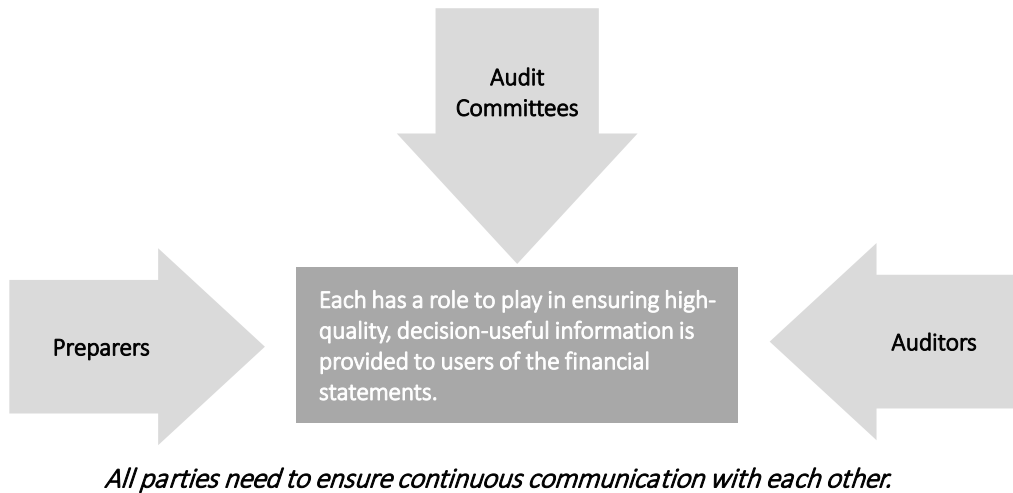 Audit
Committees
Each has a role to play in ensuring high-
quality, decision-useful information is
provided to users of the financial
statements.
Preparers
Auditors
All parties need to ensure continuous communication with each other.